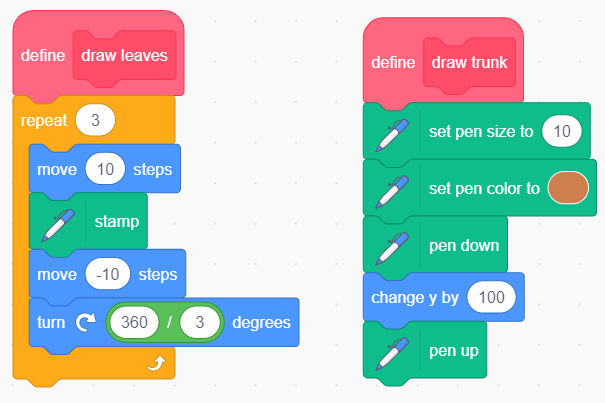 define draw leaves
repeat 3
move 10 steps
stamp
move -10 steps
turn 360 / 3 degrees
define draw trunk
set pen size to 10
set pen color to
pen down
change y by 100
pen up